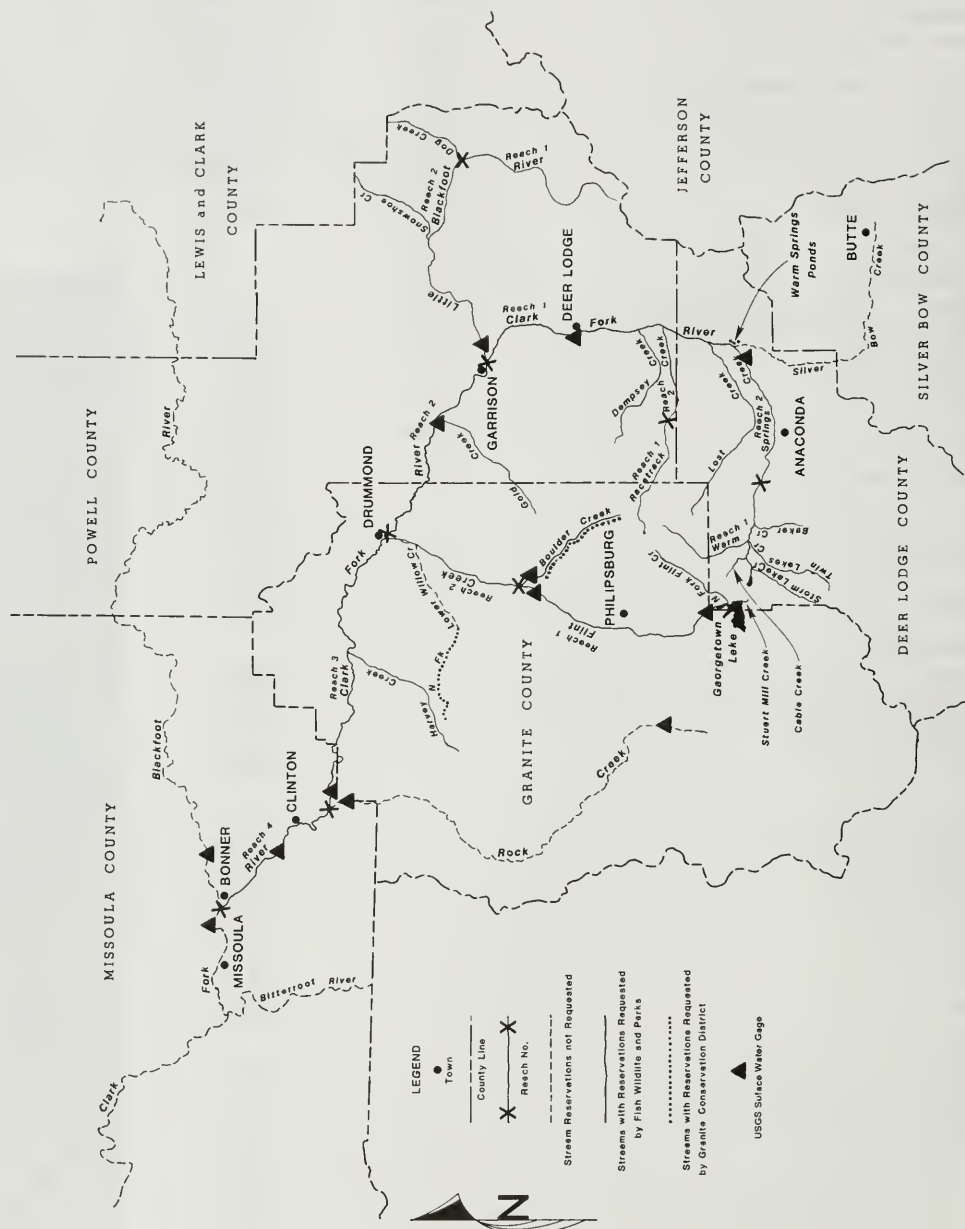 MISSOULA COUNTY
POWELL COUNTY
LEWIS and CLARK
COUNTY
Clark
Fork
MISSOULA
Bitterroot River
BONNER
Blackfoot
River
Reach 4
River
CLINTON
Reach 3
Clark
Fork
Harvey
Creek
N Fk
Lower Willow Cr
DRUMMOND
River Reach 2
Gold
Creek
GARRISON
Little
Blackfoot
Reach 2
Snowshoe
Cr
Dog
Creek
Reach 1
River
Reach 1
Clark
Fork
River
DEER LODGE
JEFFERSON
COUNTY
GRANITE COUNTY
Rock
Creek
Reach 2
Creek
Boulder Creek
Reach 1
Flint
PHILIPSBURG
N Fork Flint Cr
Gaorgetown
Lake
Stuert Mill Creek
Cable Creek
Storm Lake Cr
Twin
Lakes
Cr
Baker
Cr
Reach 1
Warm
Reach 2
Springs
Creek
Lost
Creek
Reach 1
Racetrack
Reach 2
Creek
Dempsey
Creek
ANACONDA
Warm Springs
Ponds
Silver
Bow
Creek
BUTTE
SILVER BOW COUNTY
DEER LODGE COUNTY
LEGEND
Town
County Line
Reach No.
Streem Reservations not Requested
Streems with Reservations Requested
by Fish Wildlife and Parks
Streems with Reservations Requested
by Granite Conservation District
USGS Suface Water Gage
N